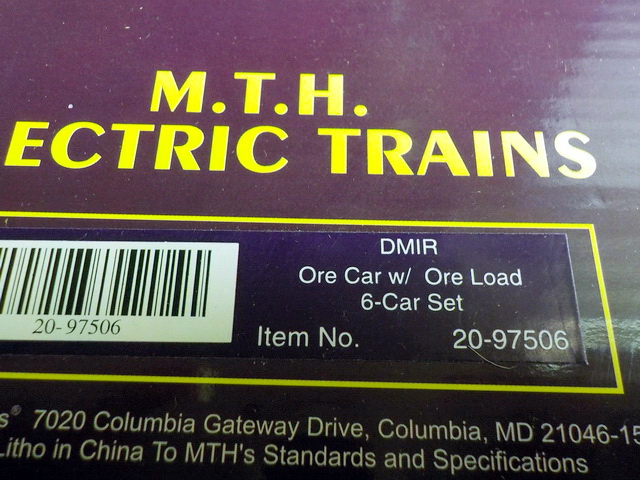 M.T.H.
ECTRIC TRAINS
DMIR
Ore Car w/ Ore Load
6-Car Set
20-97506
Item No. 20-97506
s® 7020 Columbia Gateway Drive, Columbia, MD 21046-15
Litho in China To MTH's Standards and Specifications